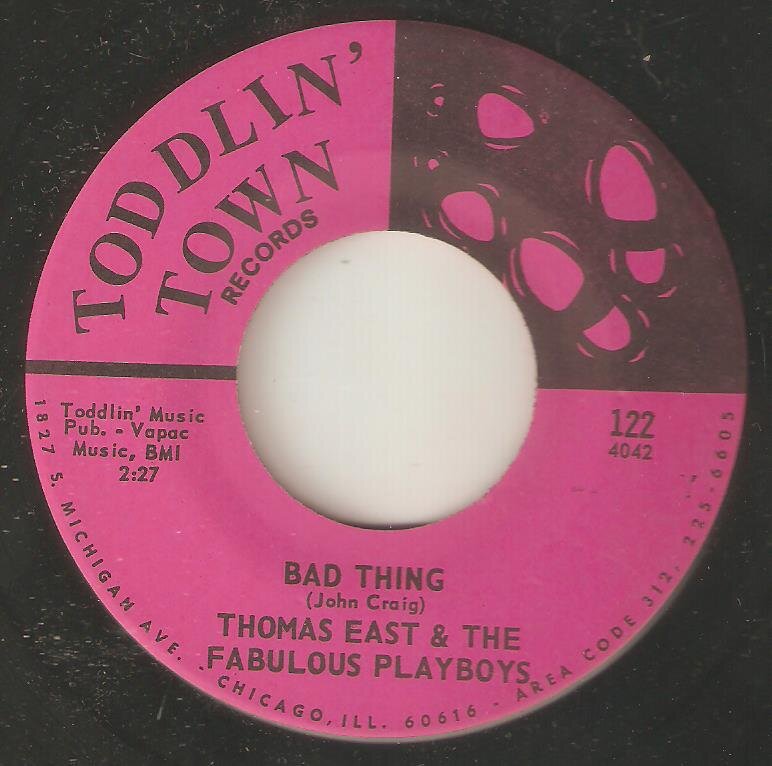 TODDLIN'
TOWN
RECORDS
Toddlin' Music
Pub. - Vapac
Music, BMI
2:27
122
4042
BAD THING
(John Craig)
THOMAS EAST & THE
FABULOUS PLAYBOYS
1827 S. MICHIGAN AVE. - CHICAGO, ILL. 60616 - AREA CODE 312, 225-6605